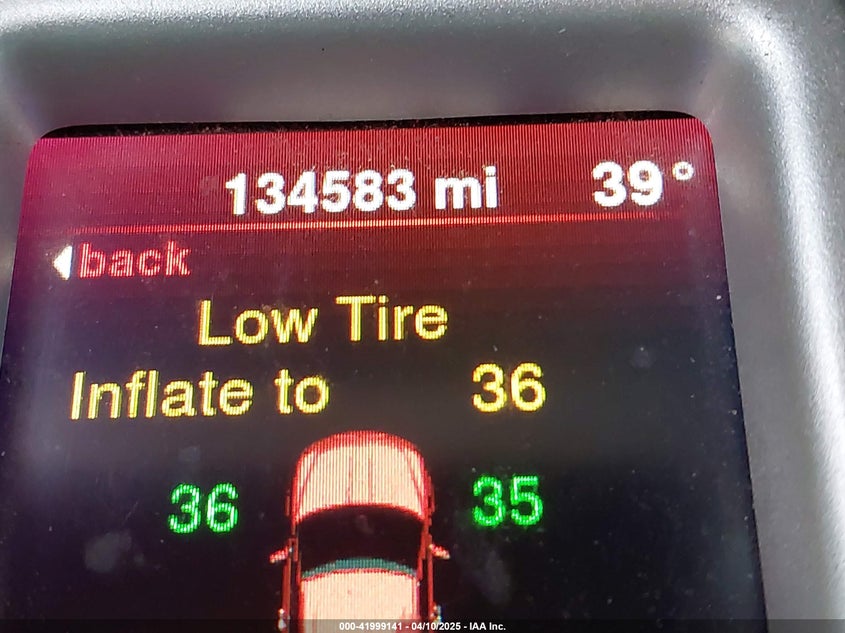 134583 mi 39°
back
Low Tire
Inflate to 36
36 35
000-41999141 - 04/10/2025 - IAA Inc.